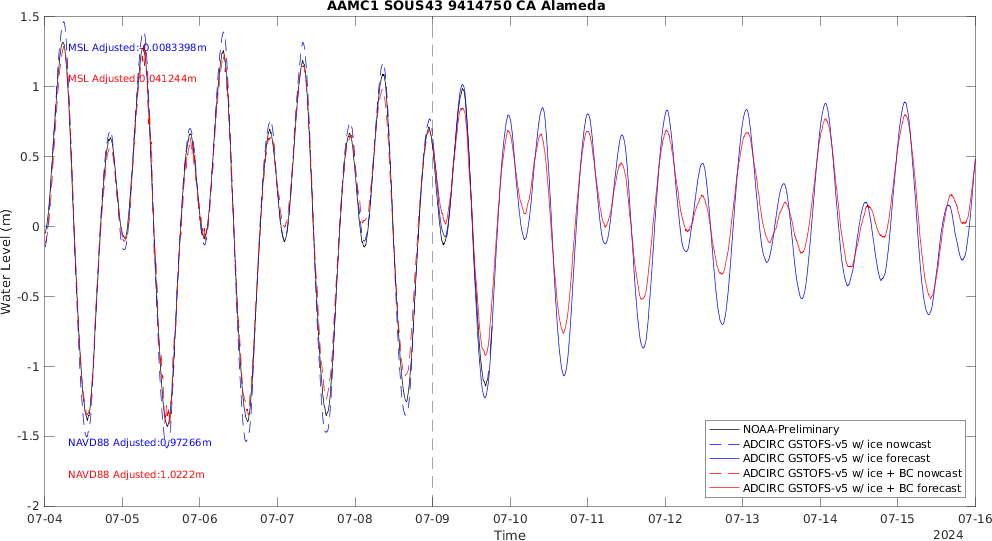 AAMC1 SOUS43 9414750 CA Alameda
1.5
1
0.5
0
-0.5
-1
-1.5
-2
Water Level (m)
MSL Adjusted:-0.0083398m
MSL Adjusted:0.041244m
NAVD88 Adjusted:0.97266m
NAVD88 Adjusted:1.0222m
NOAA-Preliminary
ADCIRC GSTOFS-v5 w/ ice nowcast
ADCIRC GSTOFS-v5 w/ ice forecast
ADCIRC GSTOFS-v5 w/ ice + BC nowcast
ADCIRC GSTOFS-v5 w/ ice + BC forecast
07-04 07-05 07-06 07-07 07-08 07-09 07-10 07-11 07-12 07-13 07-14 07-15 07-16
Time
2024